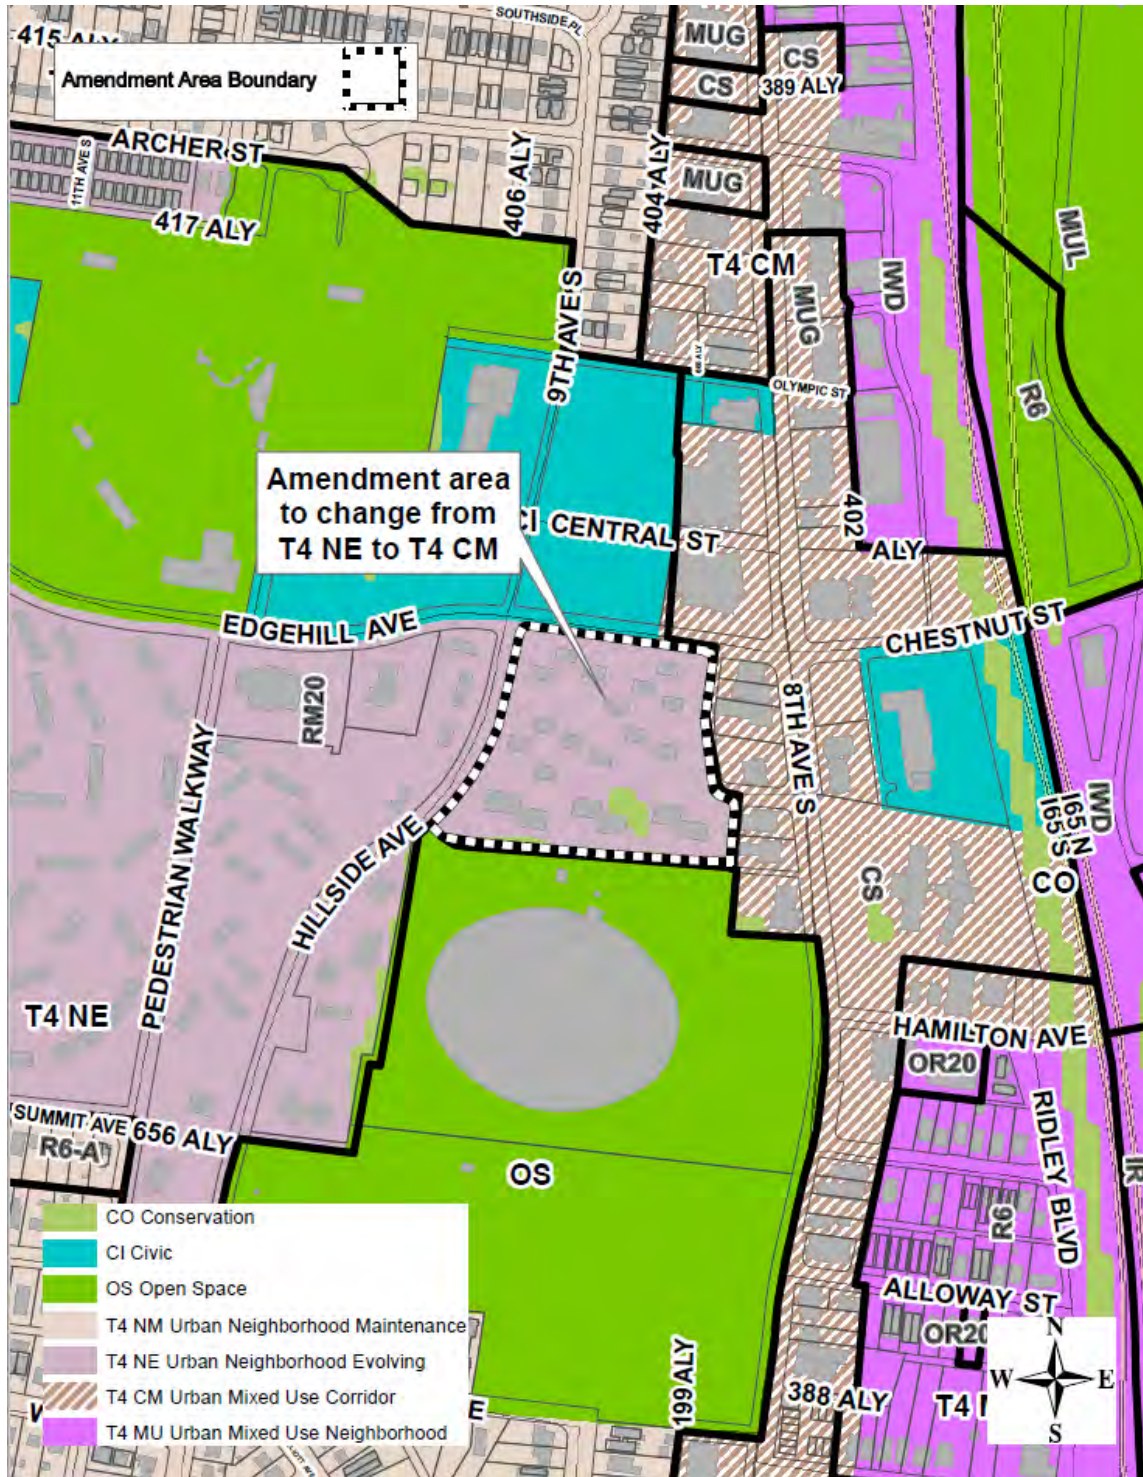 SOUTHSIDE PL
415 ALY
MUG
CS
CS
389 ALY
Amendment Area Boundary
ARCHER ST
11TH AVE S
417 ALY
406 ALY
404 ALY
MUG
T4 CM
MUG
IWD
MUL
R6
9TH AVE S
OLYMPIC ST
Amendment area
to change from
T4 NE to T4 CM
CI
CENTRAL ST
402
ALY
EDGEHILL AVE
CHESTNUT ST
RM20
8TH AVE S
PEDESTRIAN WALKWAY
HILLSIDE AVE
I65 N
I65 S
IWD
CO
CS
T4 NE
HAMILTON AVE
OR20
RIDLEY BLVD
SUMMIT AVE
656 ALY
R6-A
OS
IR
R6
ALLOWAY ST
OR20
199 ALY
388 ALY
T4
CO Conservation
CI Civic
OS Open Space
T4 NM Urban Neighborhood Maintenance
T4 NE Urban Neighborhood Evolving
T4 CM Urban Mixed Use Corridor
T4 MU Urban Mixed Use Neighborhood
E
N
W
E
S